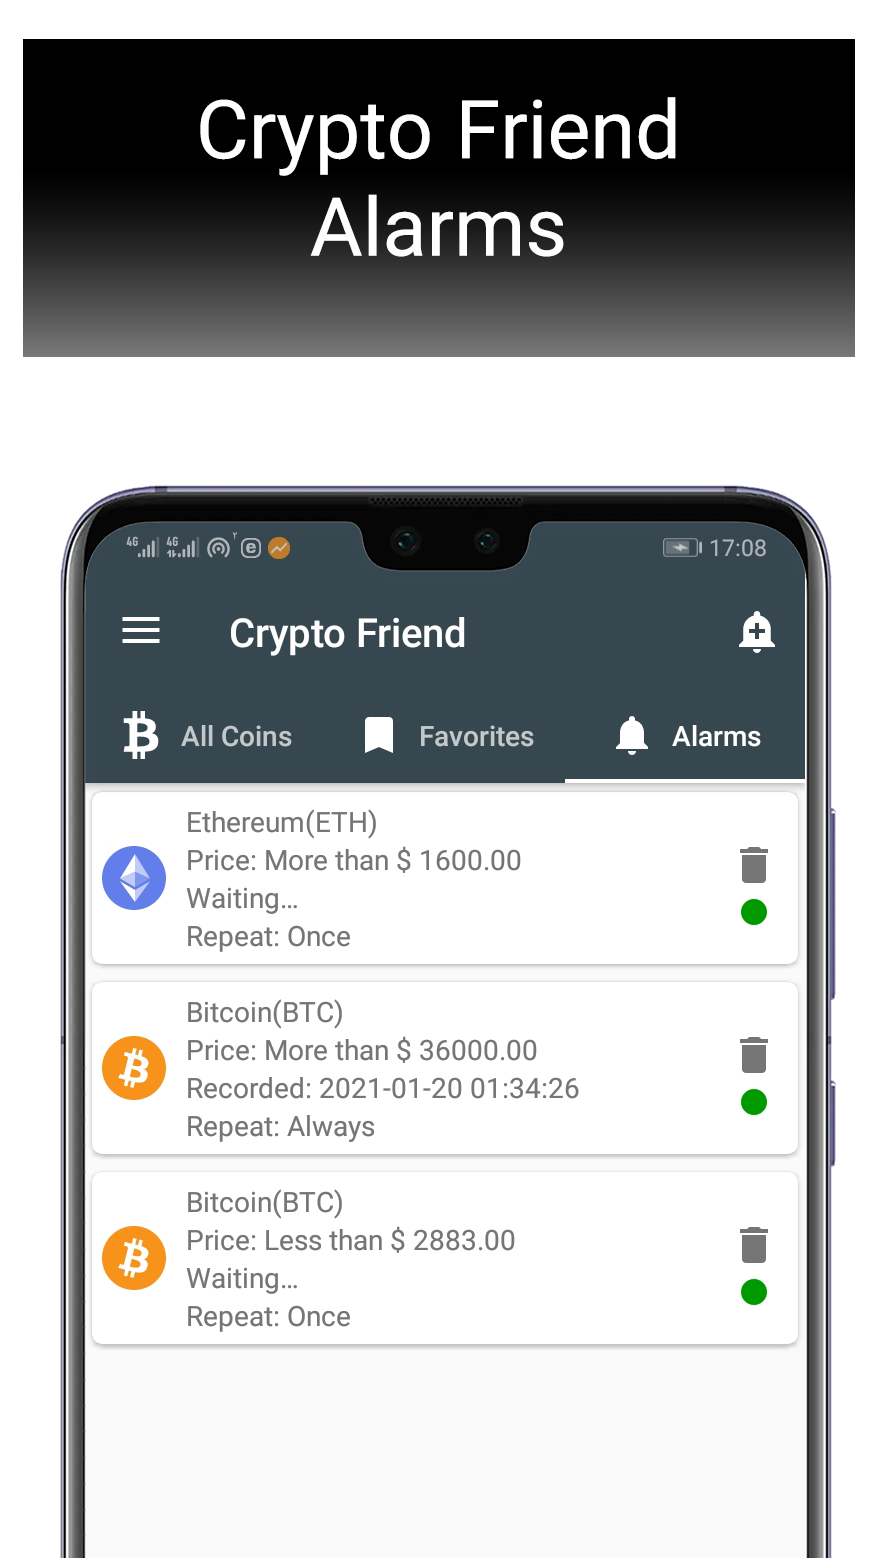 Crypto Friend
Alarms
4G 4G 17:08
Crypto Friend
All Coins Favorites Alarms
Ethereum(ETH)
Price: More than $ 1600.00
Waiting...
Repeat: Once
Bitcoin(BTC)
Price: More than $ 36000.00
Recorded: 2021-01-20 01:34:26
Repeat: Always
Bitcoin(BTC)
Price: Less than $ 2883.00
Waiting...
Repeat: Once